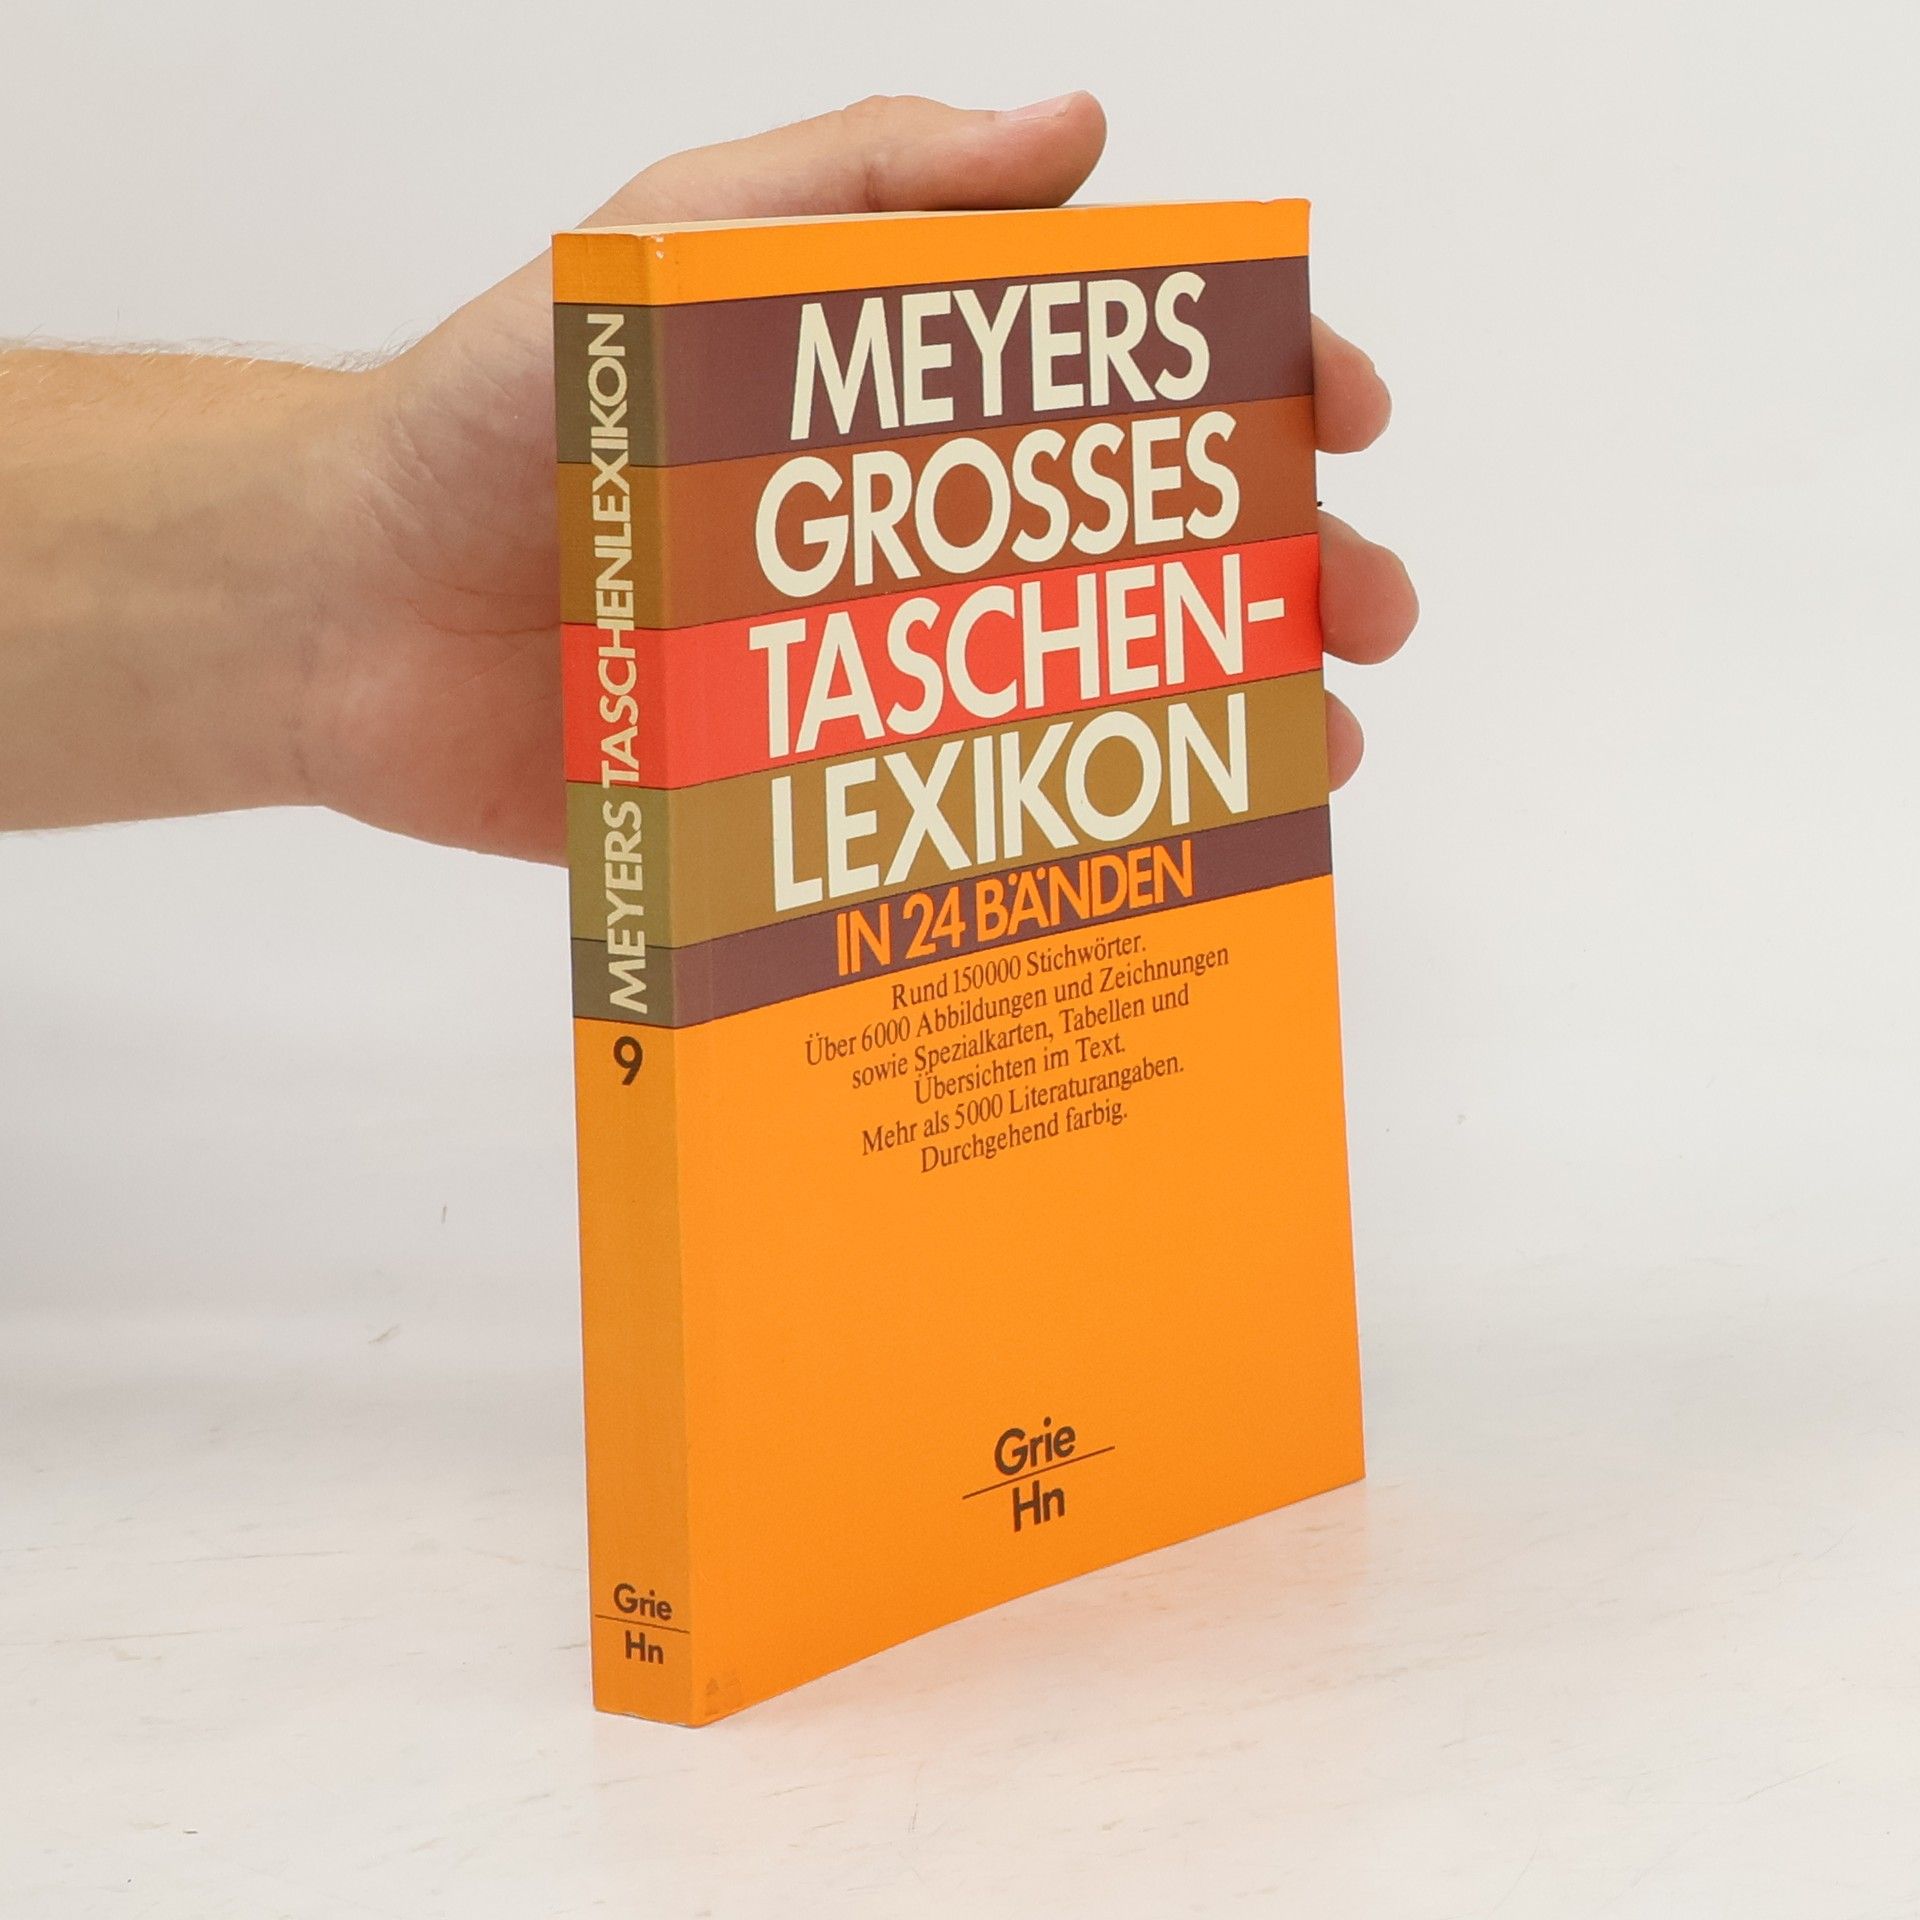 MEYERS TASCHENLEXIKON
9
Grie
Hn
MEYERS
GROSSES
TASCHEN-
LEXIKON
IN 24 BÄNDEN
Rund 150000 Stichwörter.
Über 6000 Abbildungen und Zeichnungen
sowie Spezialkarten, Tabellen und
Übersichten im Text.
Mehr als 5000 Literaturangaben.
Durchgehend farbig.
Grie
Hn